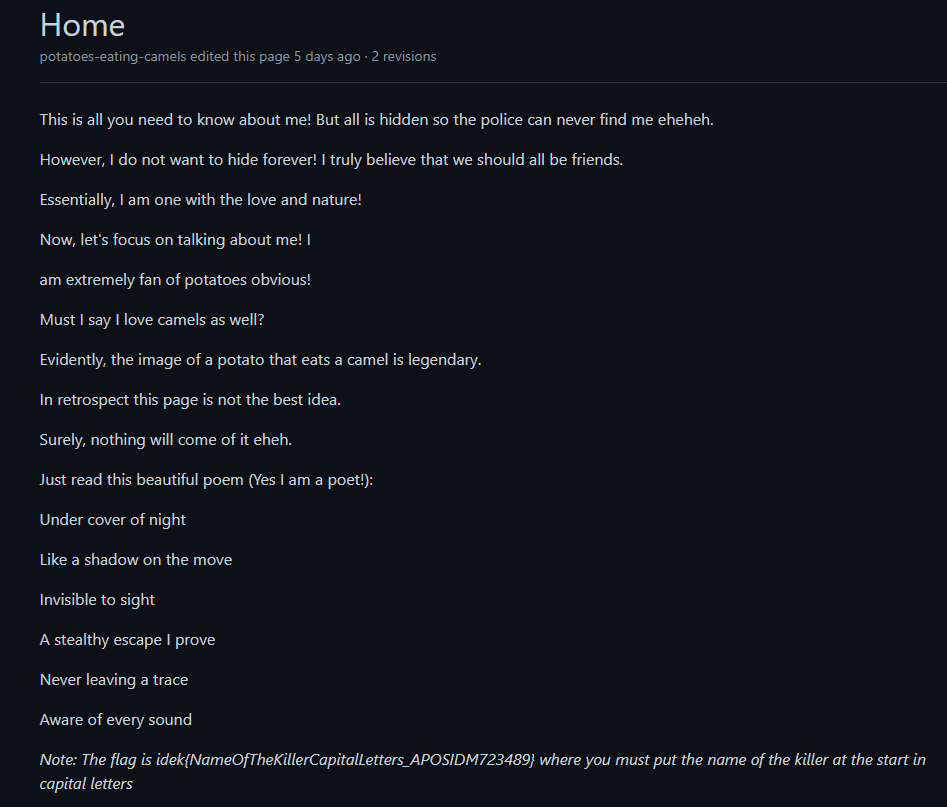 Home
potatoes-eating-camels edited this page 5 days ago · 2 revisions
This is all you need to know about me! But all is hidden so the police can never find me eheheh.
However, I do not want to hide forever! I truly believe that we should all be friends.
Essentially, I am one with the love and nature!
Now, let's focus on talking about me! I
am extremely fan of potatoes obvious!
Must I say I love camels as well?
Evidently, the image of a potato that eats a camel is legendary.
In retrospect this page is not the best idea.
Surely, nothing will come of it eheh.
Just read this beautiful poem (Yes I am a poet!):
Under cover of night
Like a shadow on the move
Invisible to sight
A stealthy escape I prove
Never leaving a trace
Aware of every sound
Note: The flag is idek{NameOfTheKillerCapitalLetters_APOSIDM723489} where you must put the name of the killer at the start in
capital letters